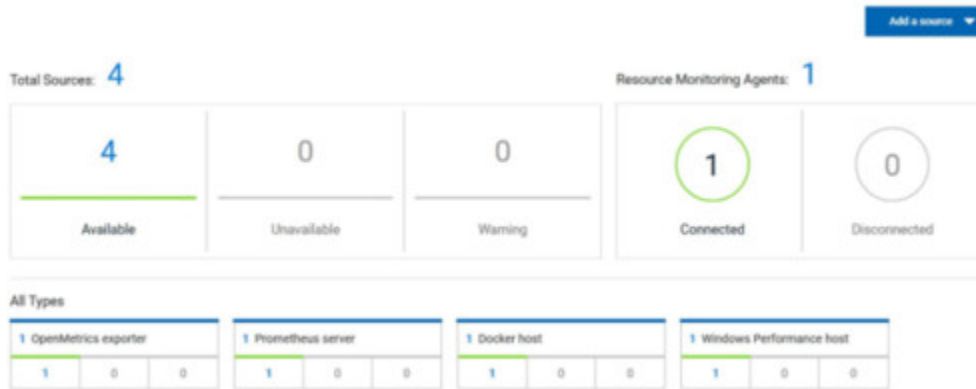 Add a source
Total Sources: 4
Resource Monitoring Agents: 1
4
0
0
Available
Unavailable
Warning
1
0
Connected
Disconnected
All Types
1 OpenMetrics exporter
1 0 0
1 Prometheus server
1 0 0
1 Docker host
1 0 0
1 Windows Performance host
1 0 0